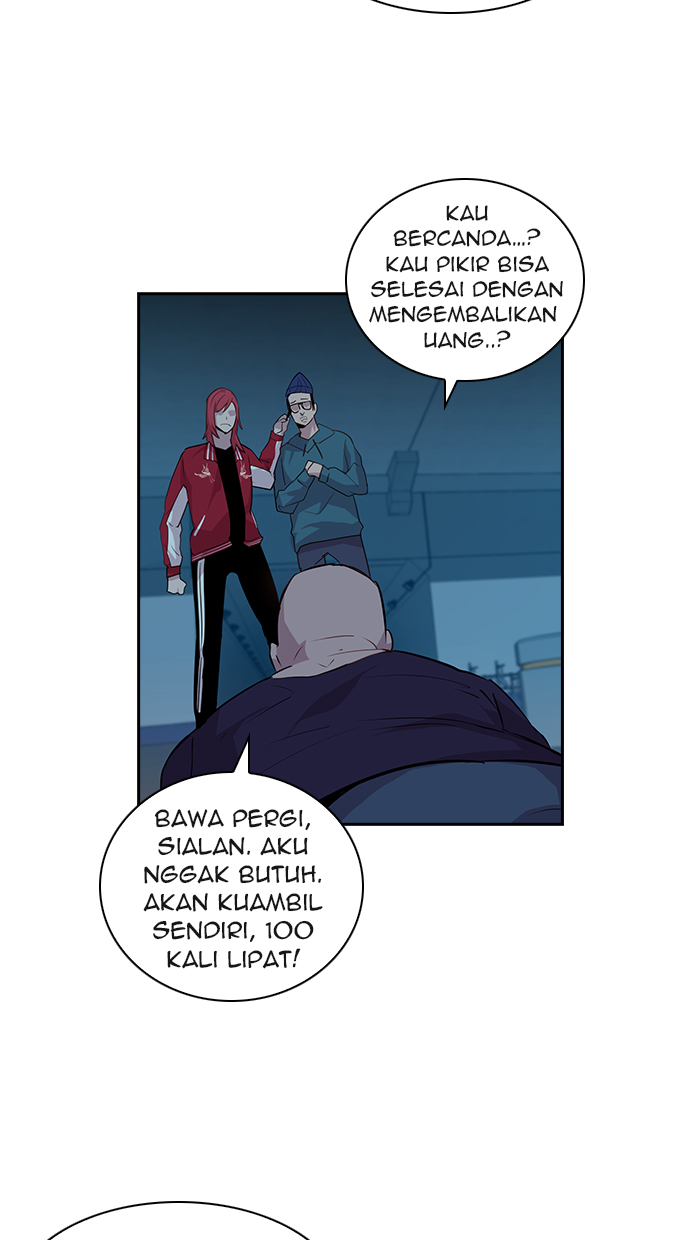 KAU
BERCANDA...?
KAU PIKIR BISA
SELESAI DENGAN
MENGEMBALIKAN
UANG..?
BAWA PERGI,
SIALAN. AKU
NGGAK BUTUH.
AKAN KUAMBIL
SENDIRI, 100
KALI LIPAT!